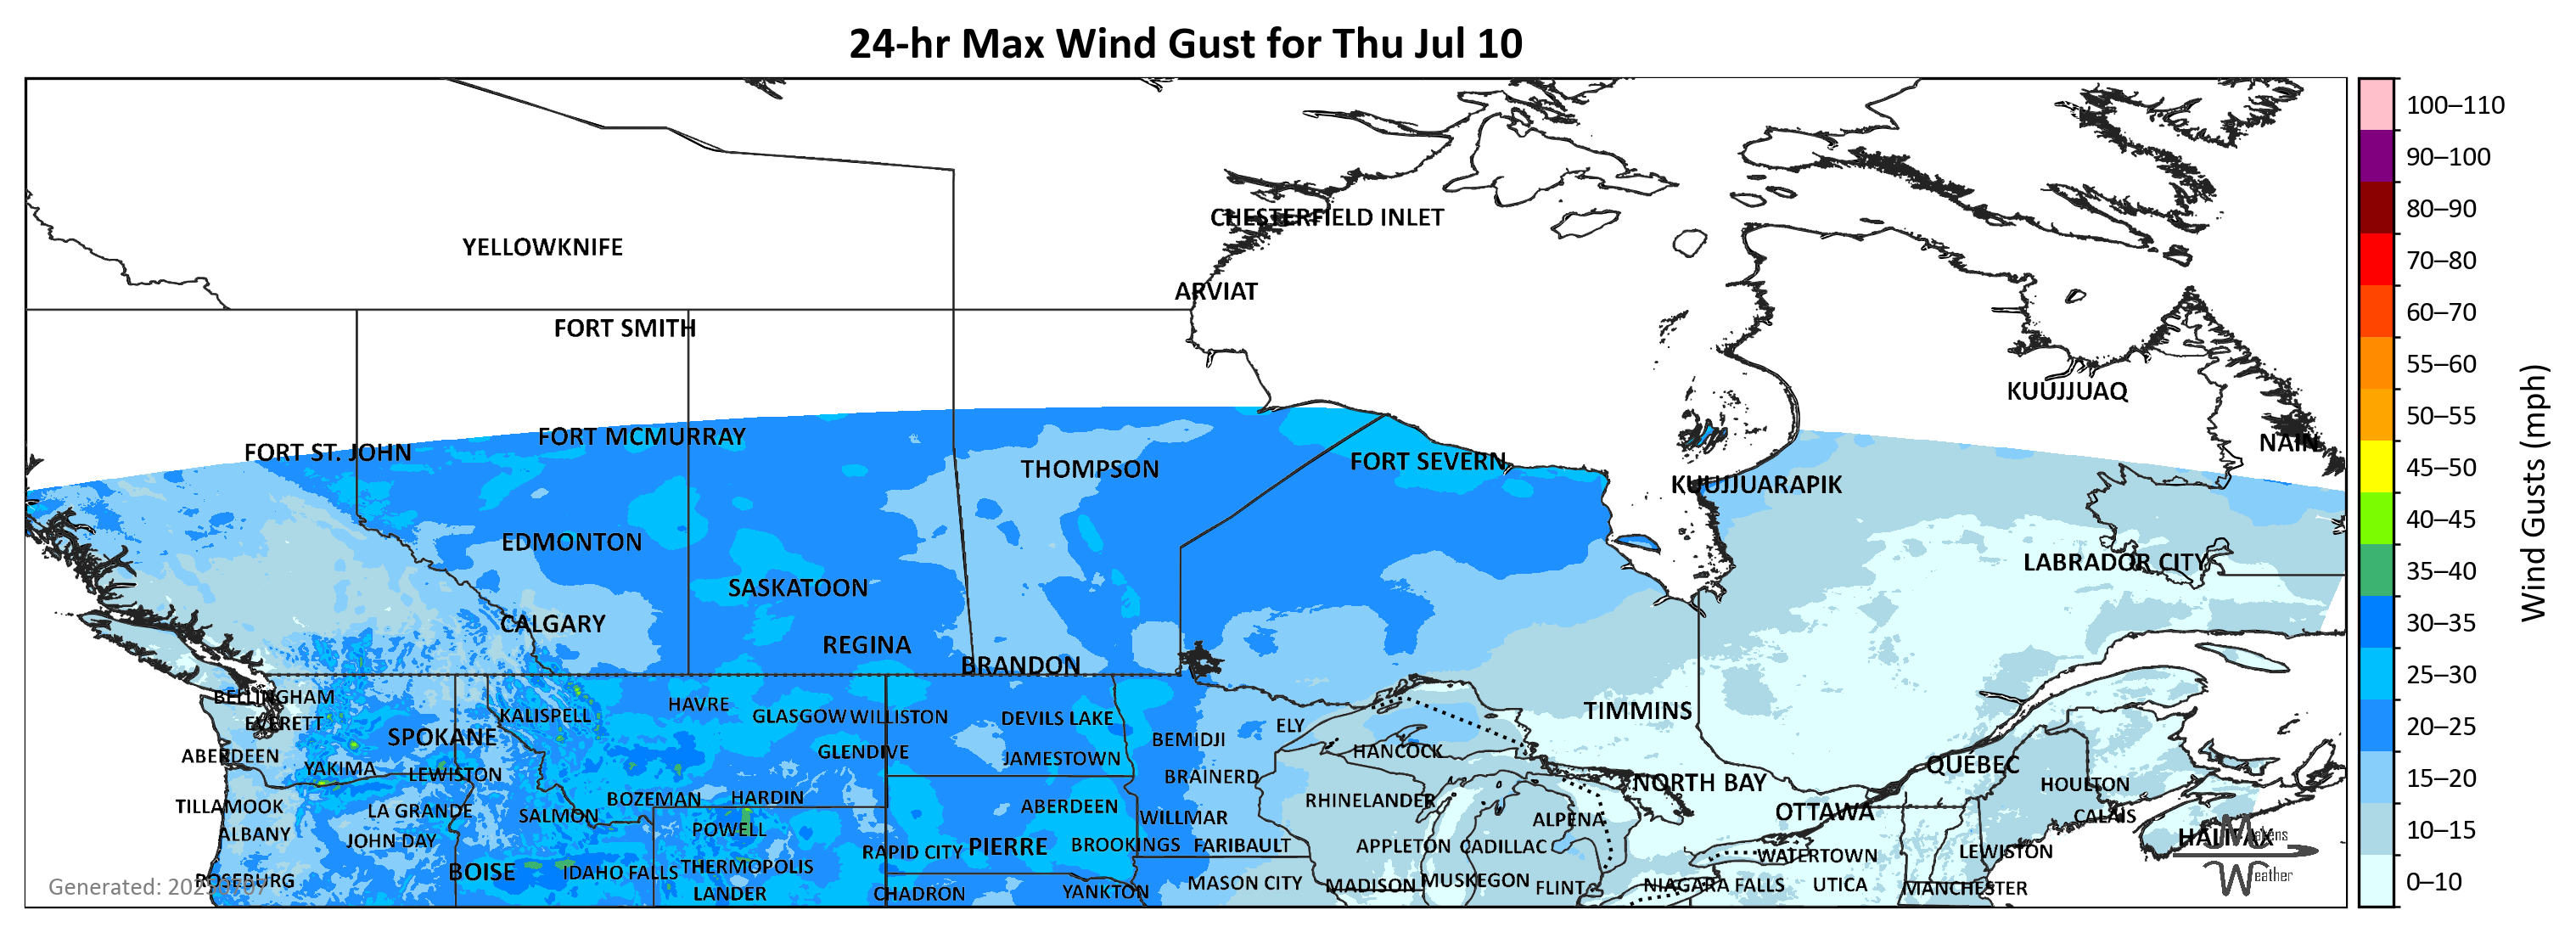 24-hr Max Wind Gust for Thu Jul 10
100–110
90–100
CHESTERFIELD INLET
80–90
YELLOWKNIFE
70–80
ARVIAT
60–70
FORT SMITH
55–60
KUUJJUAQ
50–55
FORT MCMURRAY
NAIN
FORT ST. JOHN
45–50
THOMPSON
FORT SEVERN
KUUJJUARAPIK
40–45
EDMONTON
LABRADOR CITY
35–40
SASKATOON
CALGARY
30–35
REGINA
BRANDON
25–30
BELLINGHAM
HAVRE
KALISPELL
GLASGOW
WILLISTON
DEVILS LAKE
TIMMINS
EVERETT
ELY
20–25
SPOKANE
BEMIDJI
ABERDEEN
GLENDIVE
JAMESTOWN
HANCOCK
QUÉBEC
YAKIMA
LEWISTON
BRAINERD
15–20
NORTH BAY
HOULTON
BOZEMAN
HARDIN
RHINELANDER
TILLAMOOK
LA GRANDE
SALMON
ABERDEEN
WILLMAR
ALPENA
OTTAWA
CALAIS
10–15
ALBANY
JOHN DAY
POWELL
HALIFAX
Makens
Weather
RAPID CITY
PIERRE
BROOKINGS
FARIBAULT
APPLETON
CADILLAC
WATERTOWN
LEWISTON
BOISE
IDAHO FALLS
THERMOPOLIS
ROSEBURG
MASON CITY
MADISON
MUSKEGON
FLINT
NIAGARA FALLS
UTICA
MANCHESTER
0–10
LANDER
CHADRON
YANKTON
Generated:
Wind Gusts (mph)